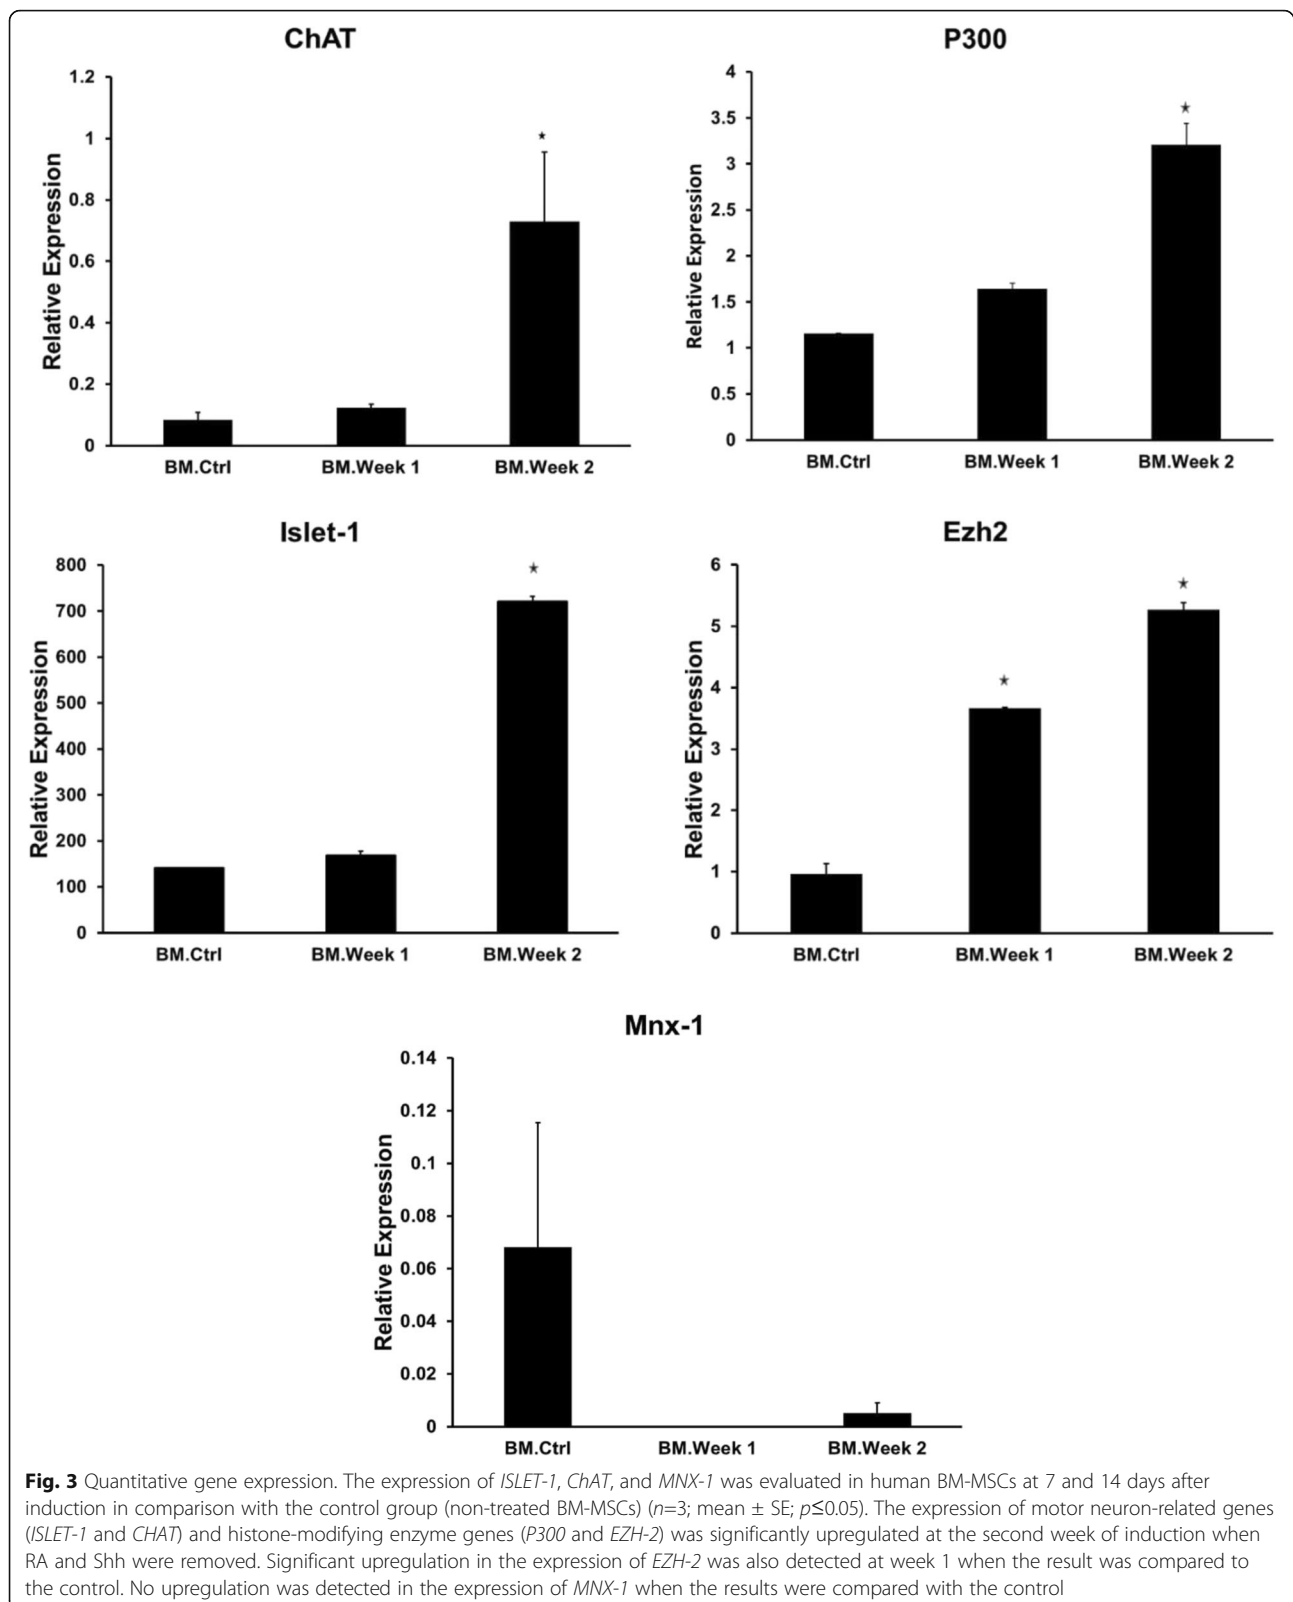 ChAT
1.2
1
0.8
0.6
0.4
0.2
0
Relative Expression
BM.Ctrl BM.Week 1 BM.Week 2
★
P300
4
3.5
3
2.5
2
1.5
1
0.5
0
Relative Expression
BM.Ctrl BM.Week 1 BM.Week 2
★
Islet-1
800
700
600
500
400
300
200
100
0
Relative Expression
BM.Ctrl BM.Week 1 BM.Week 2
★
Ezh2
6
5
4
3
2
1
0
Relative Expression
BM.Ctrl BM.Week 1 BM.Week 2
★
★
Mnx-1
0.14
0.12
0.1
0.08
0.06
0.04
0.02
0
Relative Expression
BM.Ctrl BM.Week 1 BM.Week 2
Fig. 3 Quantitative gene expression. The expression of ISLET-1, ChAT, and MNX-1 was evaluated in human BM-MSCs at 7 and 14 days after
induction in comparison with the control group (non-treated BM-MSCs) (n=3; mean ± SE; p≤0.05). The expression of motor neuron-related genes
(ISLET-1 and CHAT) and histone-modifying enzyme genes (P300 and EZH-2) was significantly upregulated at the second week of induction when
RA and Shh were removed. Significant upregulation in the expression of EZH-2 was also detected at week 1 when the result was compared to
the control. No upregulation was detected in the expression of MNX-1 when the results were compared with the control